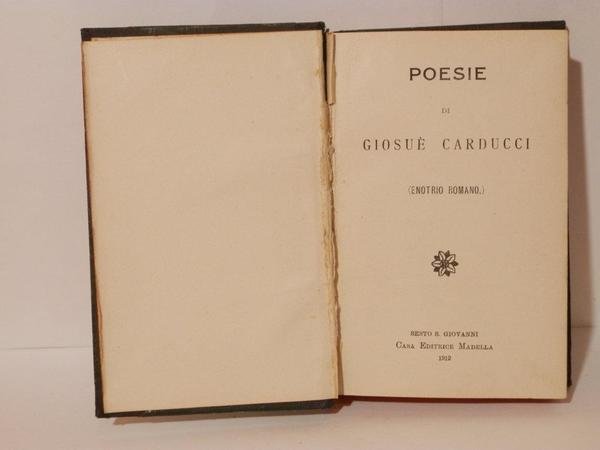 POESIE
DI
GIOSUÈ CARDUCCI
(ENOTRIO ROMANO.)
SESTO S. GIOVANNI
CASA EDITRICE MADELLA
1912